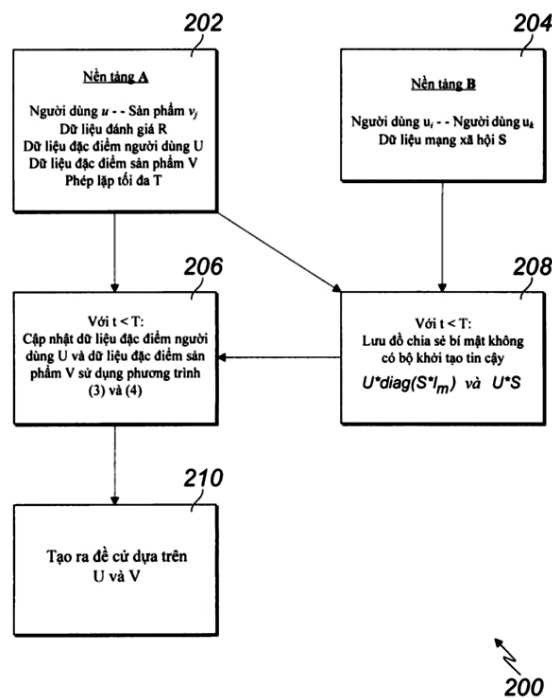 202
Nền tảng A
Người dùng u - - Sản phẩm vj
Dữ liệu đánh giá R
Dữ liệu đặc điểm người dùng U
Dữ liệu đặc điểm sản phẩm V
Phép lặp tối đa T
204
Nền tảng B
Người dùng ui - - Người dùng uk
Dữ liệu mạng xã hội S
206
Với t < T:
Cập nhật dữ liệu đặc điểm người
dùng U và dữ liệu đặc điểm sản
phẩm V sử dụng phương trình
(3) và (4)
208
Với t < T:
Lưu đồ chia sẻ bí mật không
có bộ khởi tạo tin cậy
U*diag(S*Im) và U*S
210
Tạo ra đề cử dựa trên
U và V
200